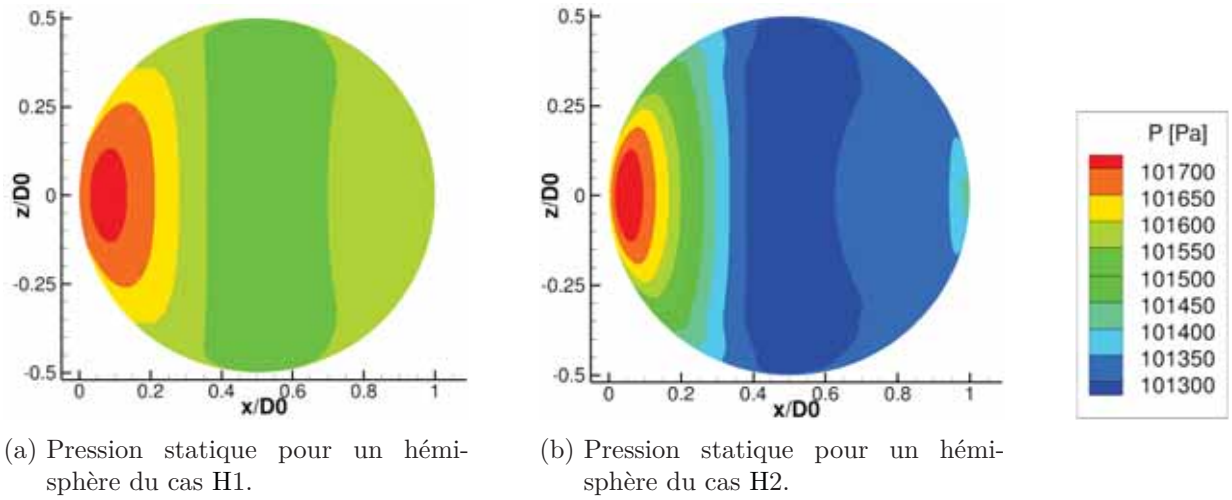 0.5
0.25
0
-0.25
-0.5
z/D0
0 0.2 0.4 0.6 0.8 1
x/D0
0.5
0.25
0
-0.25
-0.5
z/D0
0 0.2 0.4 0.6 0.8 1
x/D0
P [Pa]
101700
101650
101600
101550
101500
101450
101400
101350
101300
(a) Pression statique pour un hémi-
sphère du cas H1.
(b) Pression statique pour un hémi-
sphère du cas H2.